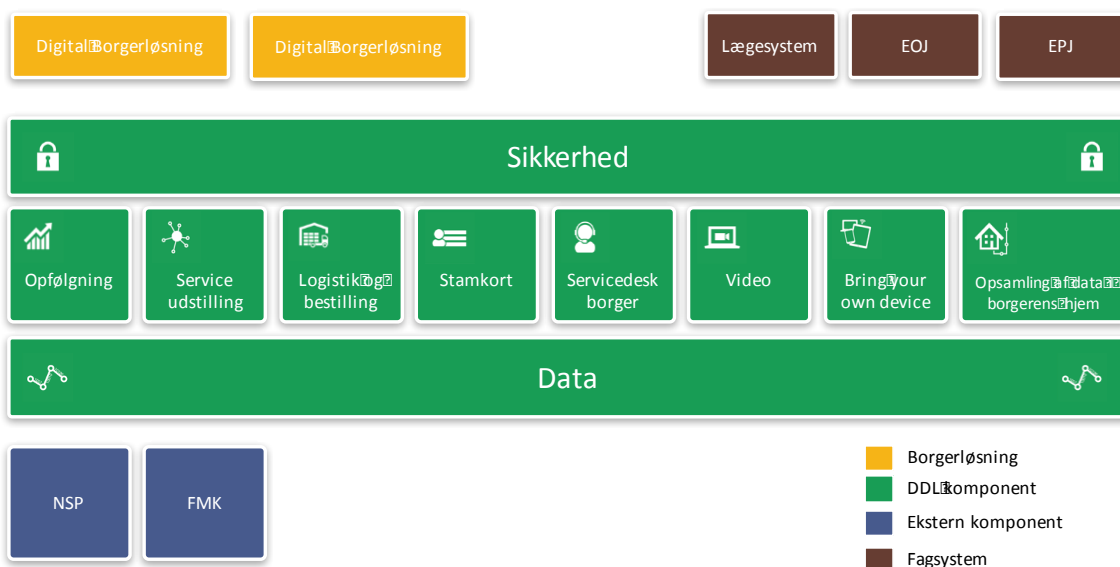 Digital Borgerløsning
Digital Borgerløsning
Lægesystem
EOJ
EPJ
Sikkerhed
Opfølgning
Service
udstilling
Logistik og
bestilling
Stamkort
Servicedesk
borger
Video
Bring your
own device
Opsamling af data i
borgerens hjem
Data
NSP
FMK
Borgerløsning
DDL komponent
Ekstern komponent
Fagsystem